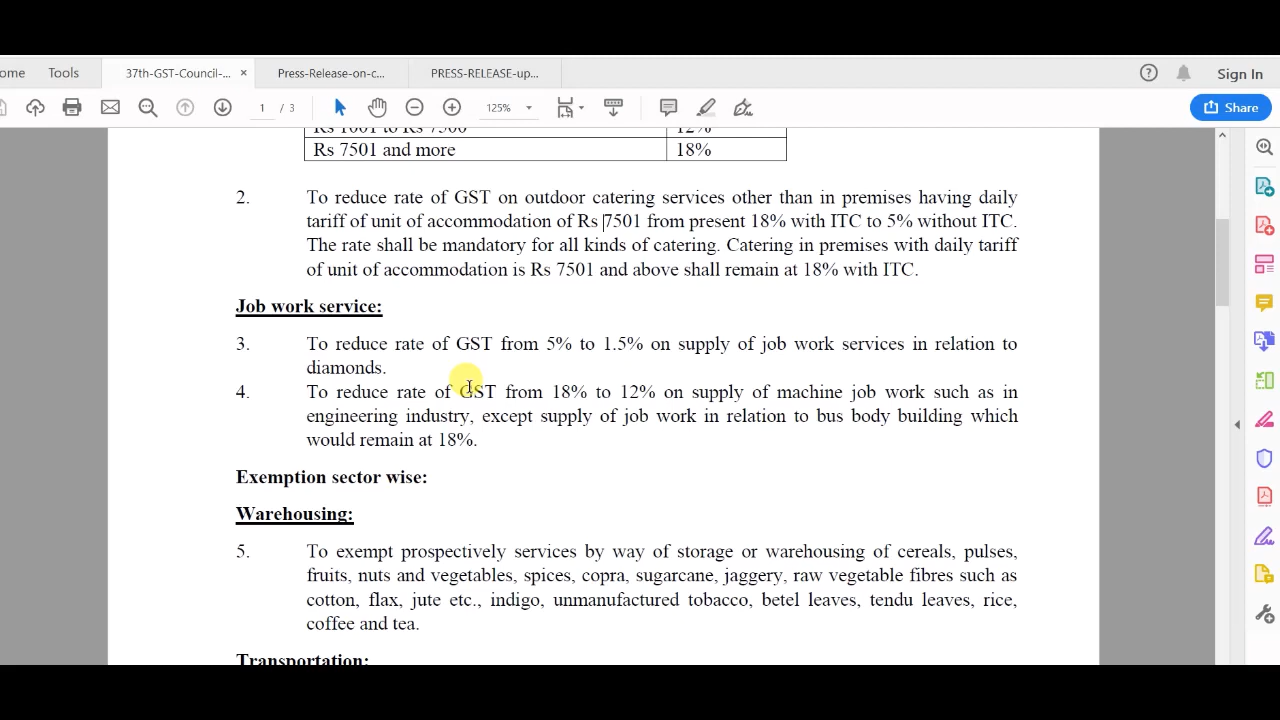 ome Tools 37th-GST-Council-... × Press-Release-on-c... PRESS-RELEASE-up... Sign In
1 / 3 125% Share
Rs 1001 to Rs 7500 12%
Rs 7501 and more 18%
2. To reduce rate of GST on outdoor catering services other than in premises having daily
tariff of unit of accommodation of Rs 7501 from present 18% with ITC to 5% without ITC.
The rate shall be mandatory for all kinds of catering. Catering in premises with daily tariff
of unit of accommodation is Rs 7501 and above shall remain at 18% with ITC.
Job work service:
3. To reduce rate of GST from 5% to 1.5% on supply of job work services in relation to
diamonds.
4. To reduce rate of GST from 18% to 12% on supply of machine job work such as in
engineering industry, except supply of job work in relation to bus body building which
would remain at 18%.
Exemption sector wise:
Warehousing:
5. To exempt prospectively services by way of storage or warehousing of cereals, pulses,
fruits, nuts and vegetables, spices, copra, sugarcane, jaggery, raw vegetable fibres such as
cotton, flax, jute etc., indigo, unmanufactured tobacco, betel leaves, tendu leaves, rice,
coffee and tea.
Transportation: